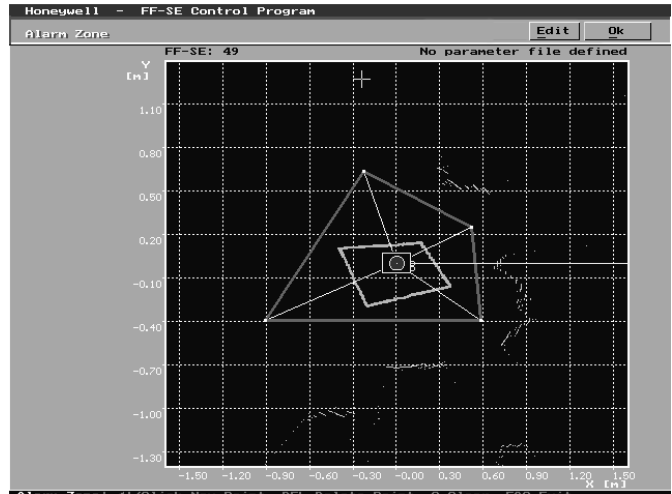 Honeywell - FF-SE Control Program
Alarm Zone
Edit
Ok
FF-SE: 49
No parameter file defined
Y
[m]
1.10
0.80
0.50
0.20
-0.10
-0.40
-0.70
-1.00
-1.30
-1.50 -1.20 -0.90 -0.60 -0.30 -0.00 0.30 0.60 0.90 1.20 1.50
X [m]